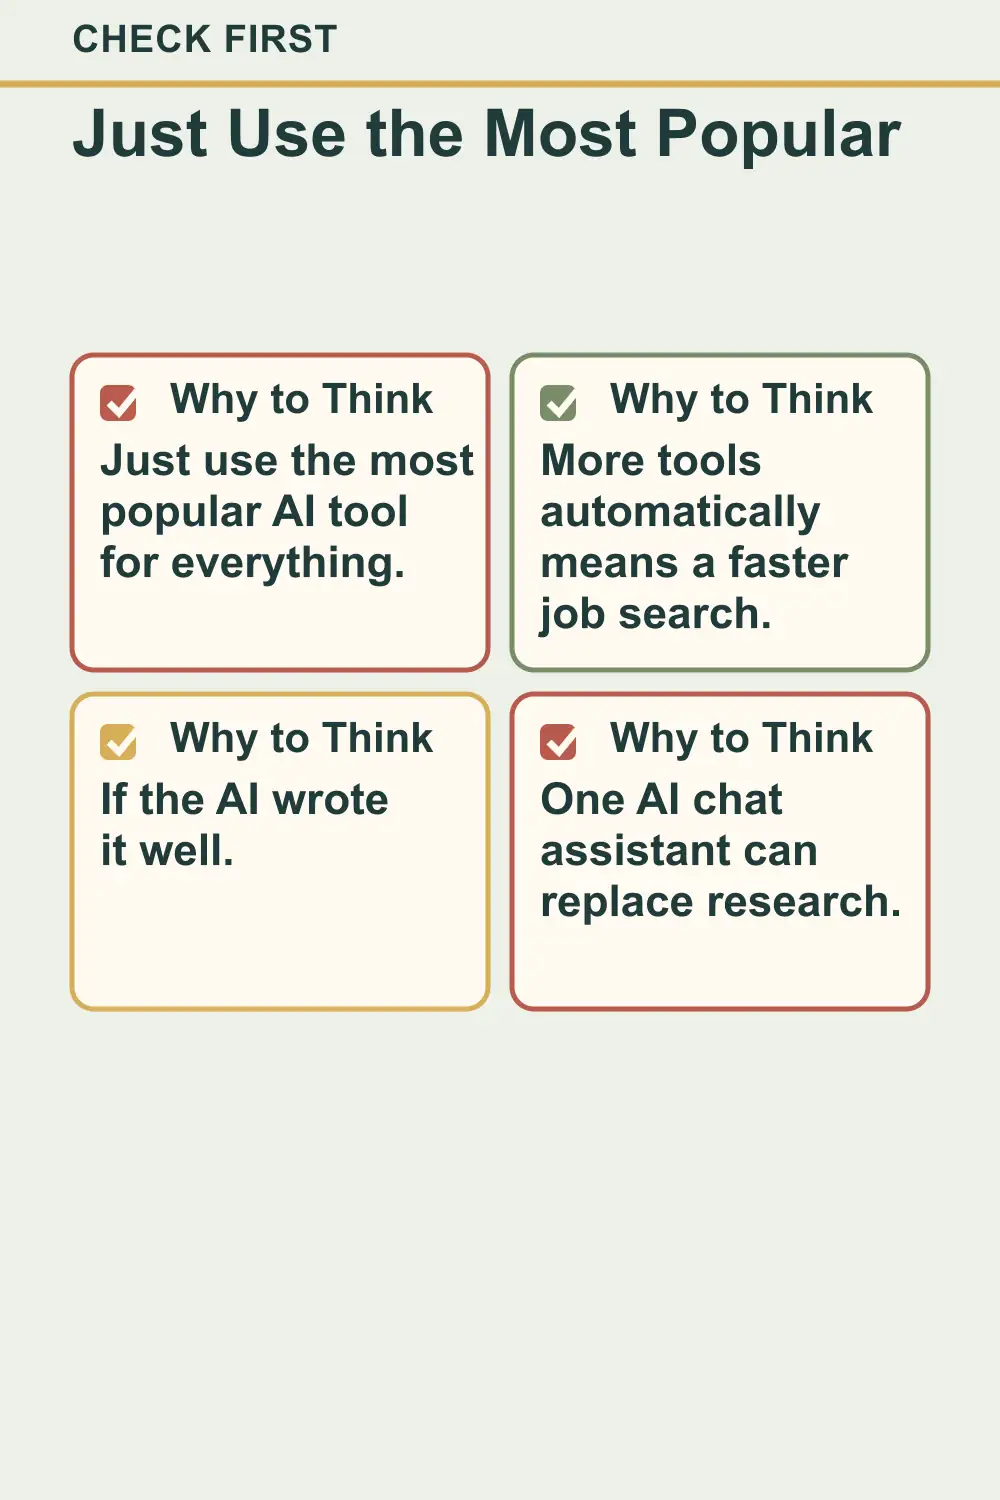 CHECK FIRST
Just Use the Most Popular
Why to Think
Just use the most
popular AI tool
for everything.
Why to Think
More tools
automatically
means a faster
job search.
Why to Think
If the AI wrote
it well.
Why to Think
One AI chat
assistant can
replace research.